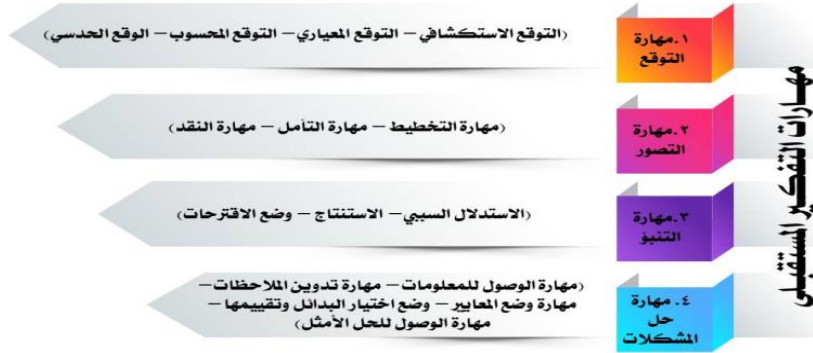 مهارات التفكير المستقبلي
١.مهارة
التوقع
(التوقع الاستكشافي – التوقع المعياري – التوقع المحسوب – الوقع الحدسي)
٢.مهارة
التصور
(مهارة التخطيط – مهارة التأمل – مهارة النقد)
٣.مهارة
التنبؤ
(الاستدلال السببي – الاستنتاج – وضع الاقترحات)
٤. مهارة
حل
المشكلات
(مهارة الوصول للمعلومات – مهارة تدوين الملاحظات –
مهارة وضع المعايير – وضع اختيار البدائل وتقييمها –
مهارة الوصول للحل الأمثل)